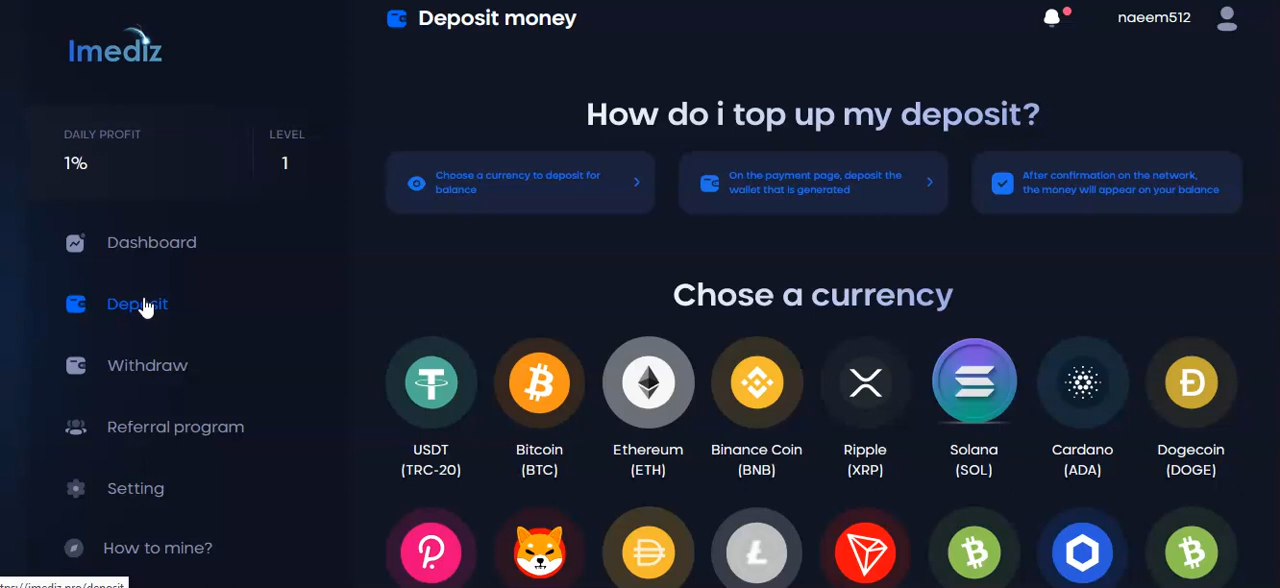 Deposit money
naeem512
Imediz
DAILY PROFIT
LEVEL
1%
1
Dashboard
Deposit
Withdraw
Referral program
Setting
How to mine?
How do i top up my deposit?
Choose a currency to deposit for
balance
On the payment page, deposit the
wallet that is generated
After confirmation on the network,
the money will appear on your balance
Chose a currency
USDT
(TRC-20)
Bitcoin
(BTC)
Ethereum
(ETH)
Binance Coin
(BNB)
Ripple
(XRP)
Solana
(SOL)
Cardano
(ADA)
Dogecoin
(DOGE)